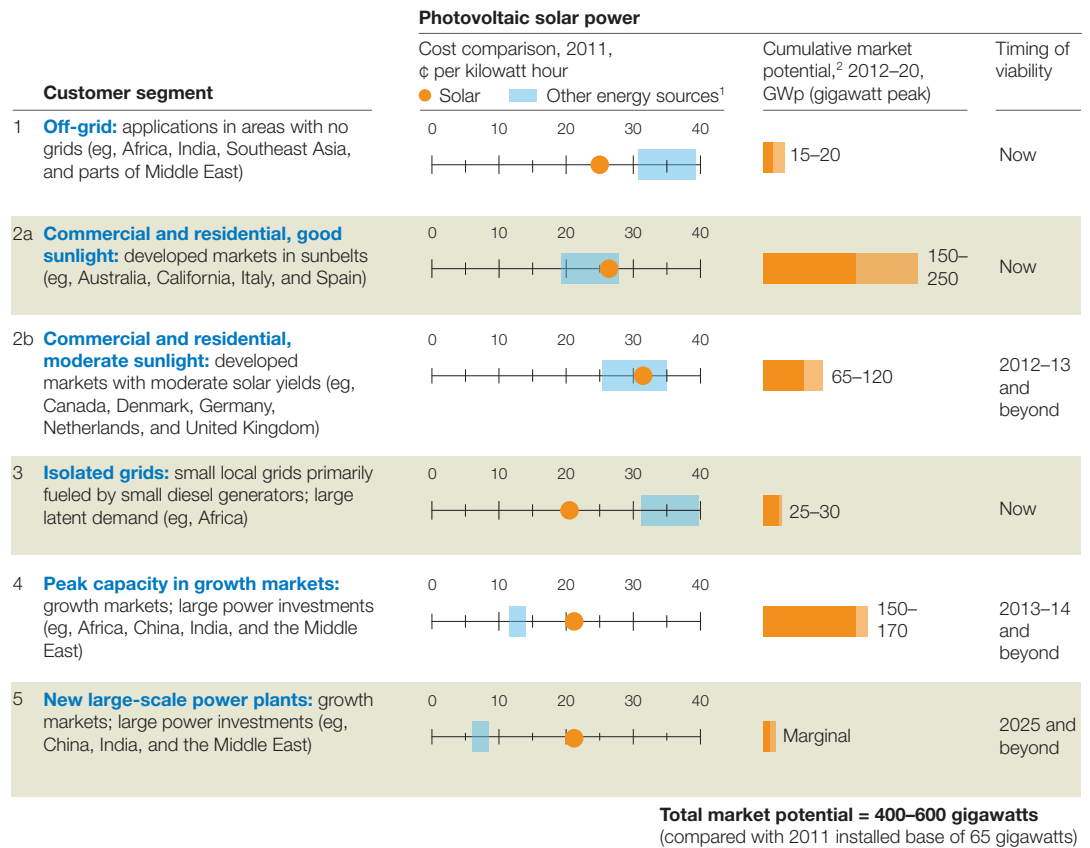 Photovoltaic solar power
Customer segment
Cost comparison, 2011,
¢ per kilowatt hour
Solar
Other energy sources1
Cumulative market
potential,2 2012–20,
GWp (gigawatt peak)
Timing of
viability
1
Off-grid: applications in areas with no
grids (eg, Africa, India, Southeast Asia,
and parts of Middle East)
0 10 20 30 40
15–20
Now
2a
Commercial and residential, good
sunlight: developed markets in sunbelts
(eg, Australia, California, Italy, and Spain)
0 10 20 30 40
150–
250
Now
2b
Commercial and residential,
moderate sunlight: developed
markets with moderate solar yields (eg,
Canada, Denmark, Germany,
Netherlands, and United Kingdom)
0 10 20 30 40
65–120
2012–13
and
beyond
3
Isolated grids: small local grids primarily
fueled by small diesel generators; large
latent demand (eg, Africa)
0 10 20 30 40
25–30
Now
4
Peak capacity in growth markets:
growth markets; large power investments
(eg, Africa, China, India, and the Middle
East)
0 10 20 30 40
150–
170
2013–14
and
beyond
5
New large-scale power plants: growth
markets; large power investments (eg,
China, India, and the Middle East)
0 10 20 30 40
Marginal
2025 and
beyond
Total market potential = 400–600 gigawatts
(compared with 2011 installed base of 65 gigawatts)